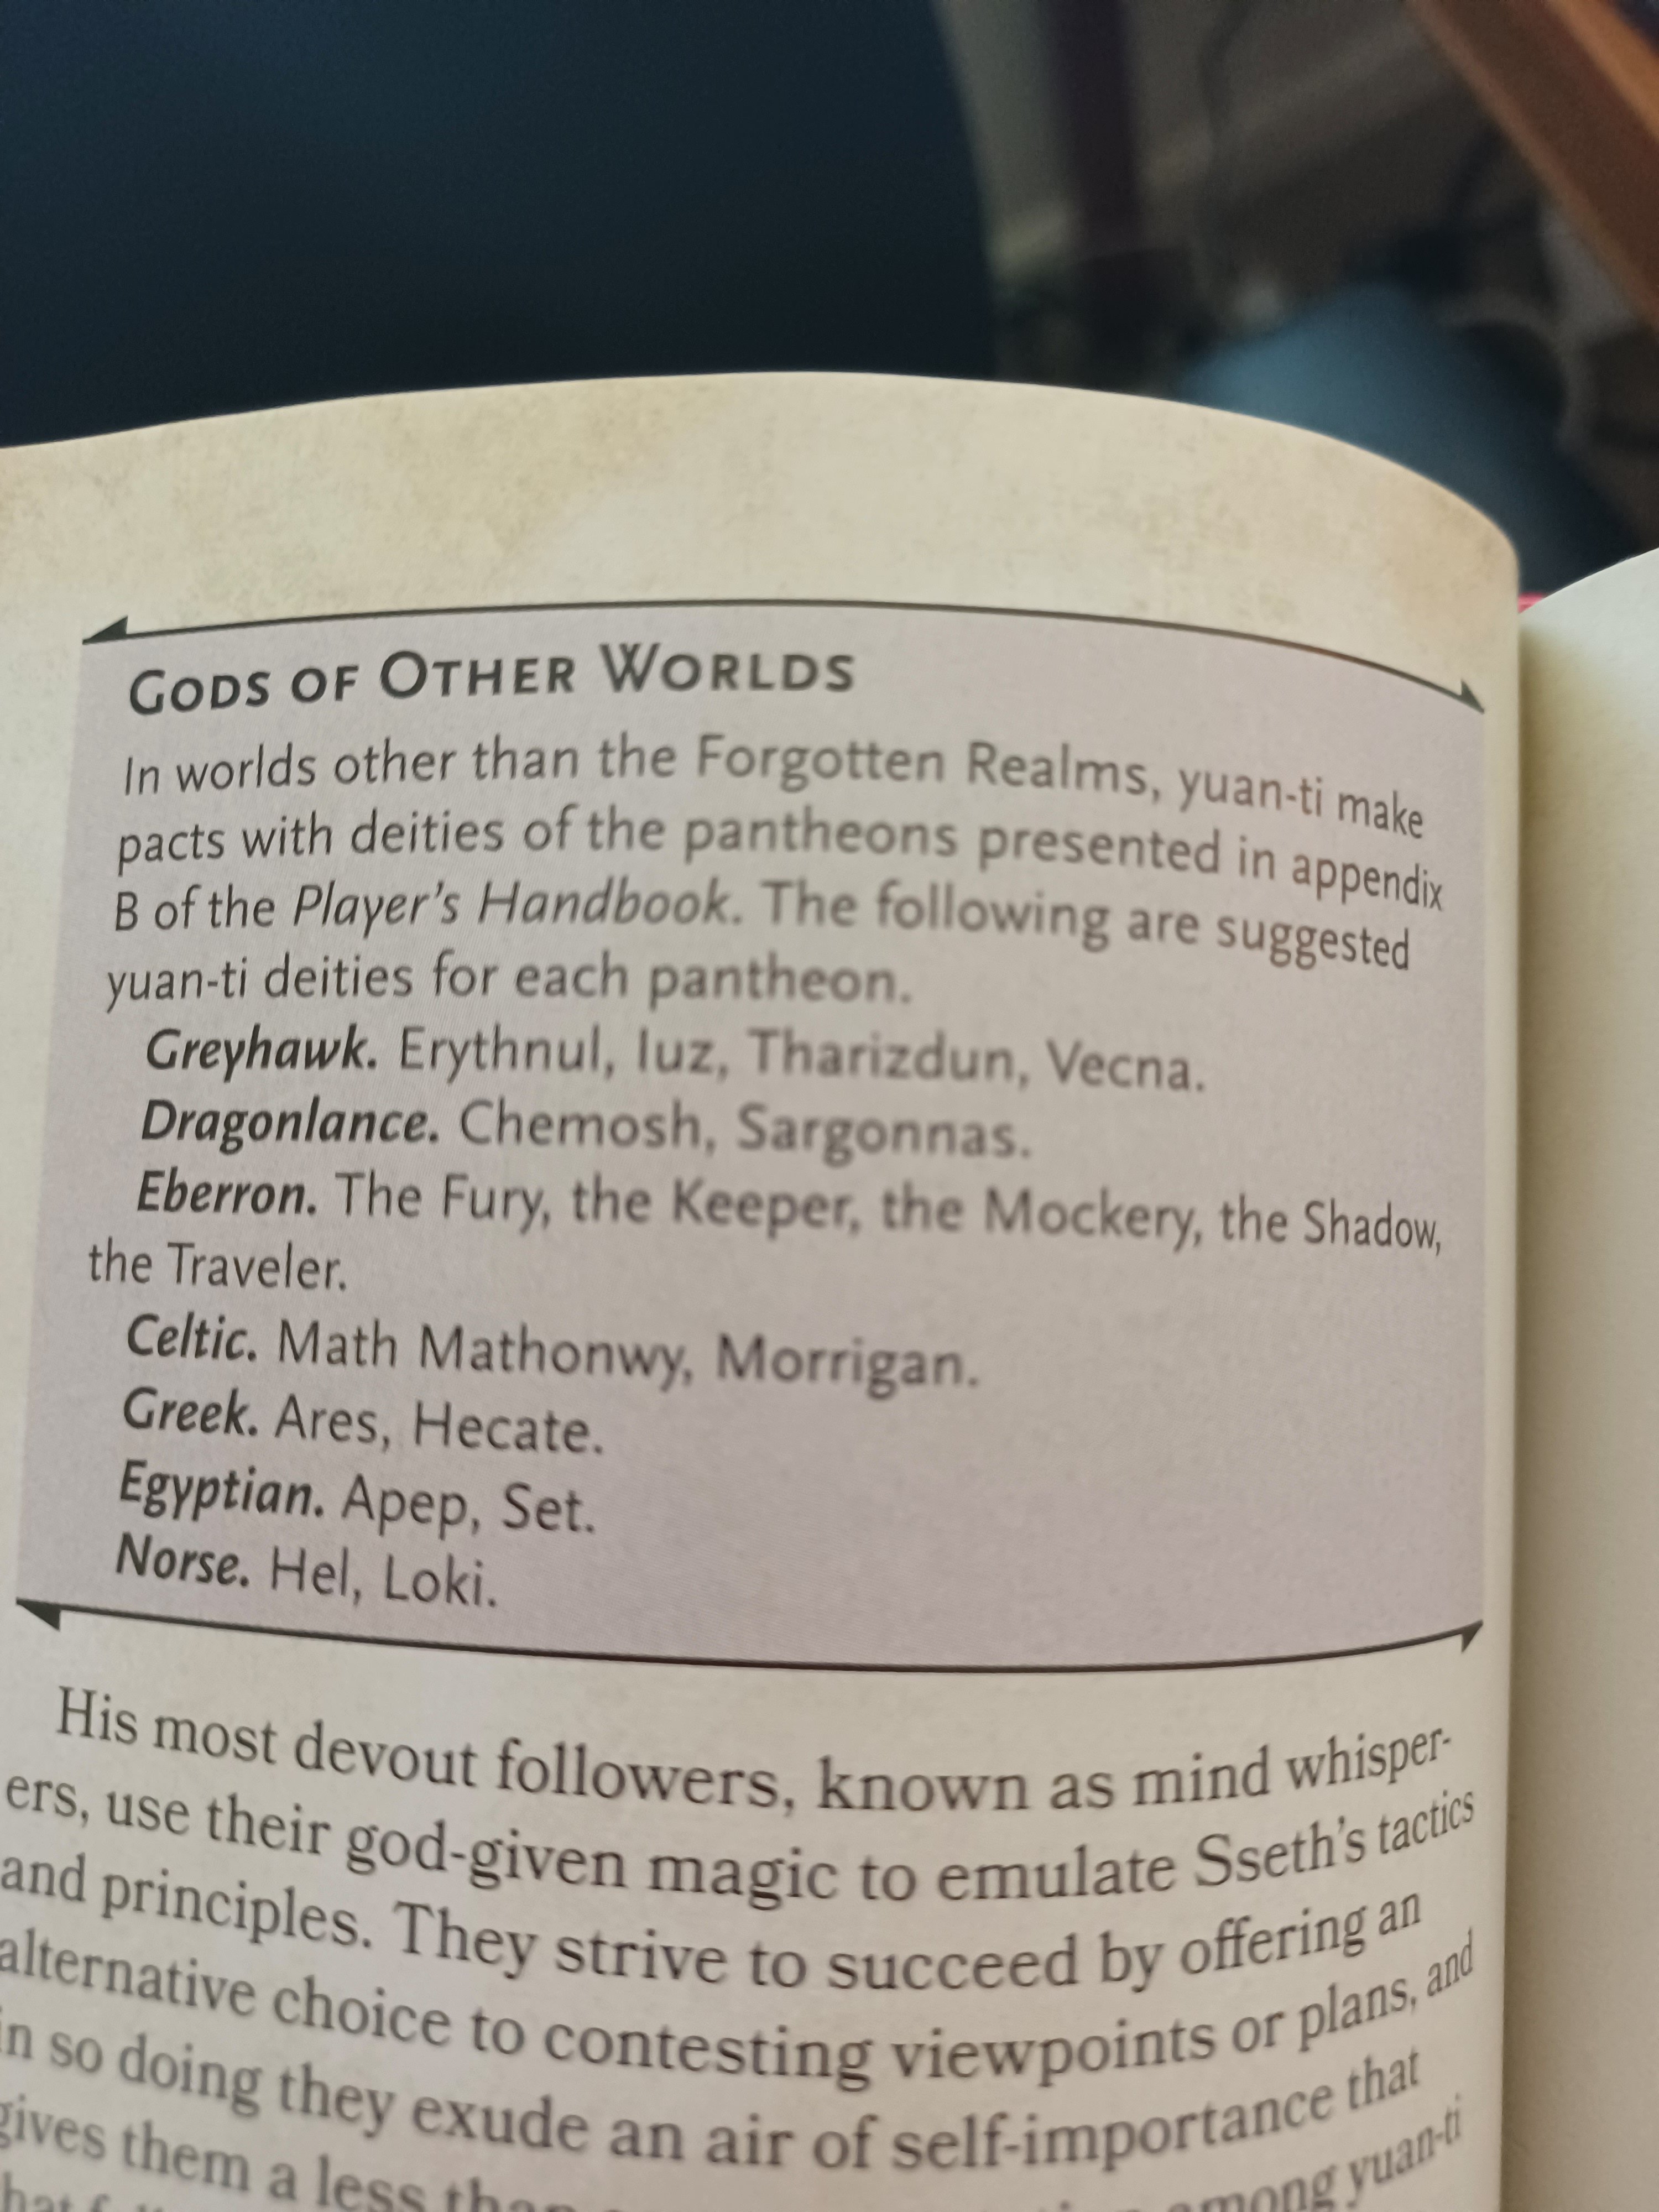 GODS OF OTHER WORLDS
In worlds other than the Forgotten Realms, yuan-ti make
pacts with deities of the pantheons presented in appendix
B of the Player's Handbook. The following are suggested
yuan-ti deities for each pantheon.
Greyhawk. Erythnul, Iuz, Tharizdun, Vecna.
Dragonlance. Chemosh, Sargonnas.
Eberron. The Fury, the Keeper, the Mockery, the Shadow,
the Traveler.
Celtic. Math Mathonwy, Morrigan.
Greek. Ares, Hecate.
Egyptian. Apep, Set.
Norse. Hel, Loki.
His most devout followers, known as mind whisper-
ers, use their god-given magic to emulate Sseth's tactics
and principles. They strive to succeed by offering an
alternative choice to contesting viewpoints or plans, and
in so doing they exude an air of self-importance that
gives them a less among yuan-ti